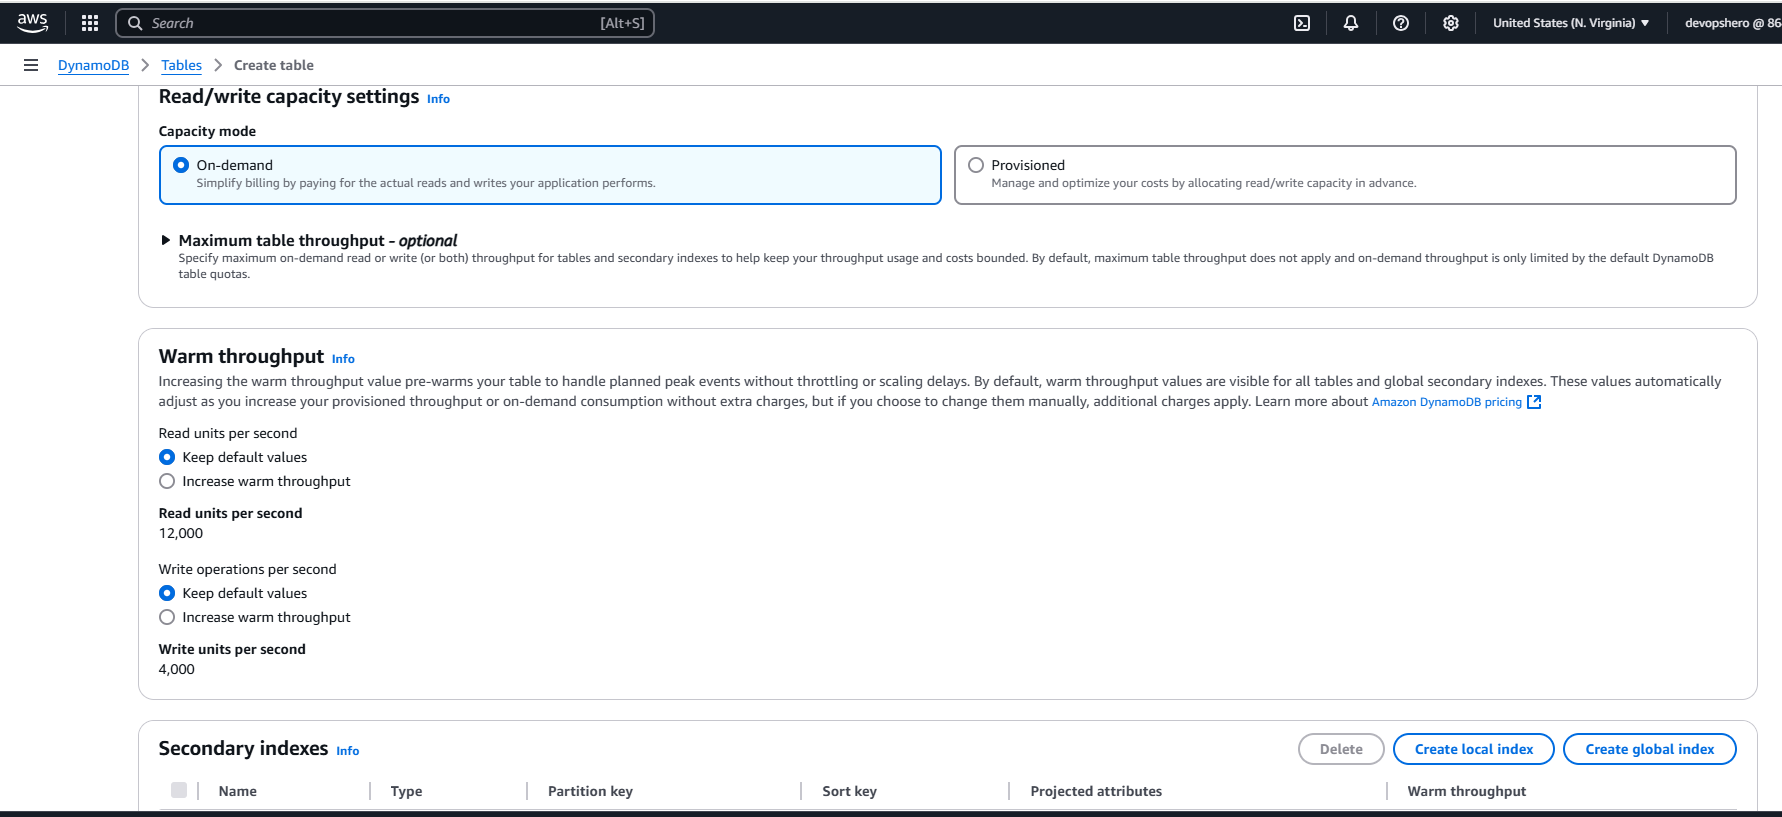 aws
Search [Alt+S]
United States (N. Virginia)
devopshero @ 86
DynamoDB
Tables
Create table
Read/write capacity settings Info
Capacity mode
On-demand
Simplify billing by paying for the actual reads and writes your application performs.
Provisioned
Manage and optimize your costs by allocating read/write capacity in advance.
Maximum table throughput - optional
Specify maximum on-demand read or write (or both) throughput for tables and secondary indexes to help keep your throughput usage and costs bounded. By default, maximum table throughput does not apply and on-demand throughput is only limited by the default DynamoDB
table quotas.
Warm throughput Info
Increasing the warm throughput value pre-warms your table to handle planned peak events without throttling or scaling delays. By default, warm throughput values are visible for all tables and global secondary indexes. These values automatically
adjust as you increase your provisioned throughput or on-demand consumption without extra charges, but if you choose to change them manually, additional charges apply. Learn more about Amazon DynamoDB pricing
Read units per second
Keep default values
Increase warm throughput
Read units per second
12,000
Write operations per second
Keep default values
Increase warm throughput
Write units per second
4,000
Secondary indexes Info
Delete
Create local index
Create global index
Name
Type
Partition key
Sort key
Projected attributes
Warm throughput